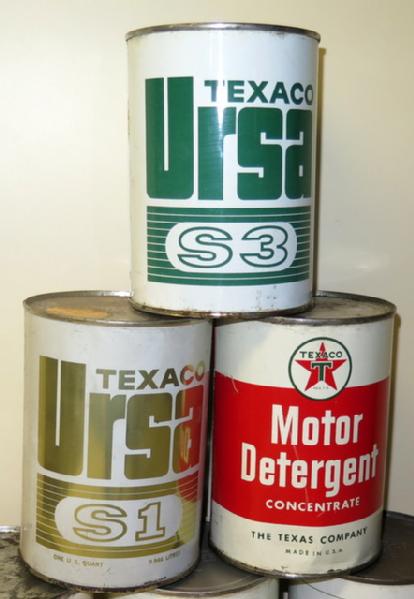 TEXACO
Ursa
S3
TEXACO
Ursa
S1
ONE U.S. QUART
TEXACO
T
Motor
Detergent
CONCENTRATE
THE TEXAS COMPANY
MADE IN U.S.A.